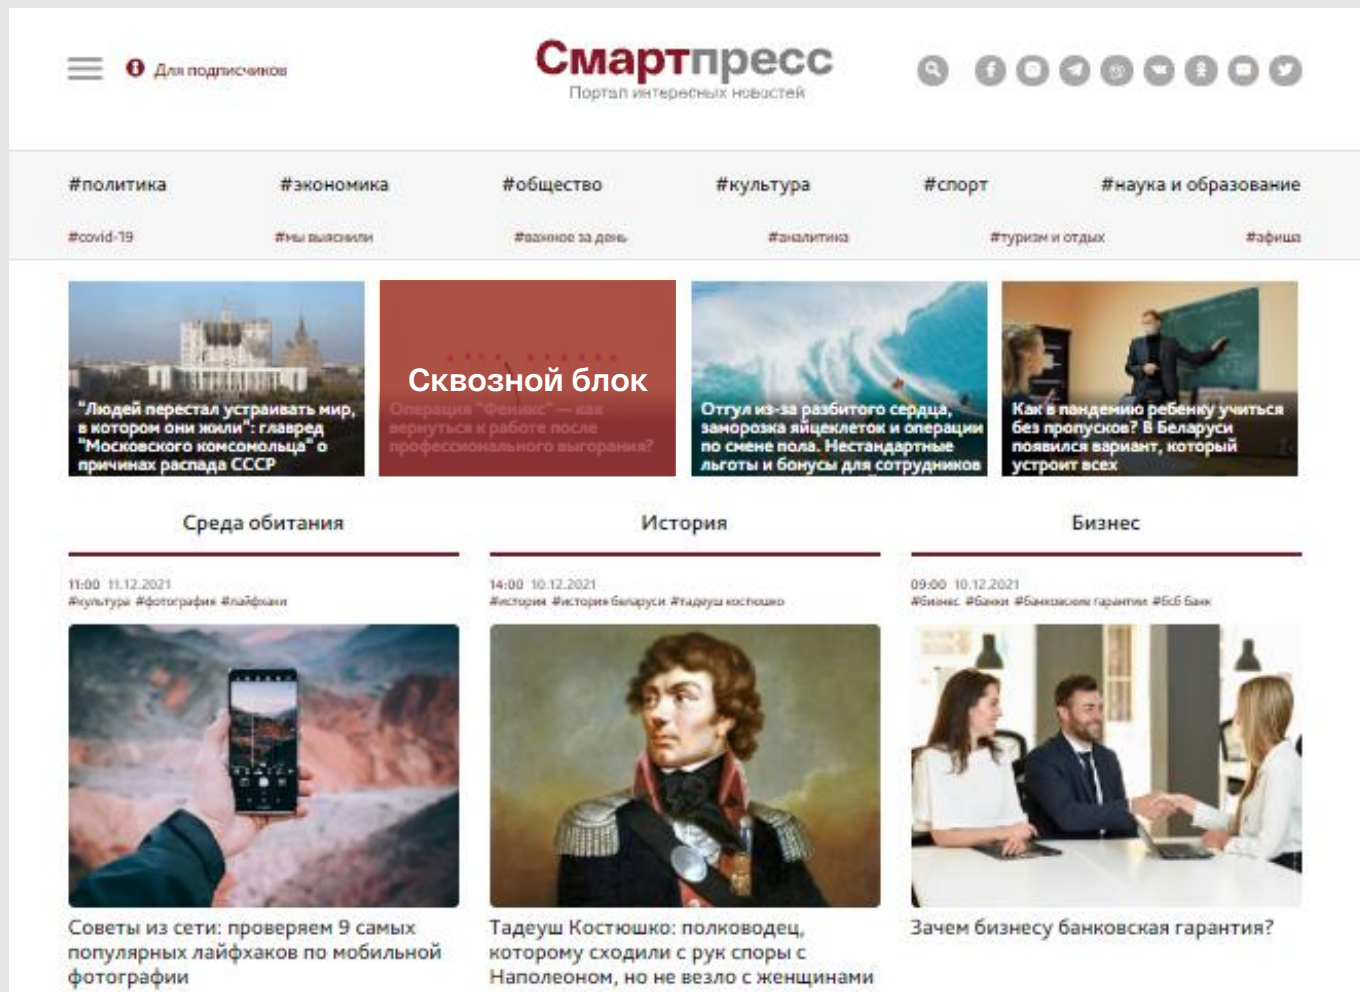 Для подписчиков
Смартпресс
Портал интересных новостей
#политика #экономика #общество #культура #спорт #наука и образование
#covid-19 #мы выяснили #важное за день #аналитика #туризм и отдых #афиша
"Людей перестал устраивать мир,
в котором они жили": главред
"Московского комсомольца" о
причинах распада СССР
Сквозной блок
Операция "Феникс" — как
вернуться к работе после
профессионального выгорания?
Отгул из-за разбитого сердца,
заморозка яйцеклеток и операции
по смене пола. Нестандартные
льготы и бонусы для сотрудников
Как в пандемию ребенку учиться
без пропусков? В Беларуси
появился вариант, который
устроит всех
Среда обитания
11:00 11.12.2021
#культура #фотография #лайфхаки
Советы из сети: проверяем 9 самых
популярных лайфхаков по мобильной
фотографии
История
14:00 10.12.2021
#история #история беларуси #тадеуш костюшко
Тадеуш Костюшко: полководец,
которому сходили с рук споры с
Наполеоном, но не везло с женщинами
Бизнес
09:00 10.12.2021
#бизнес #банки #банковские гарантии #бсб банк
Зачем бизнесу банковская гарантия?